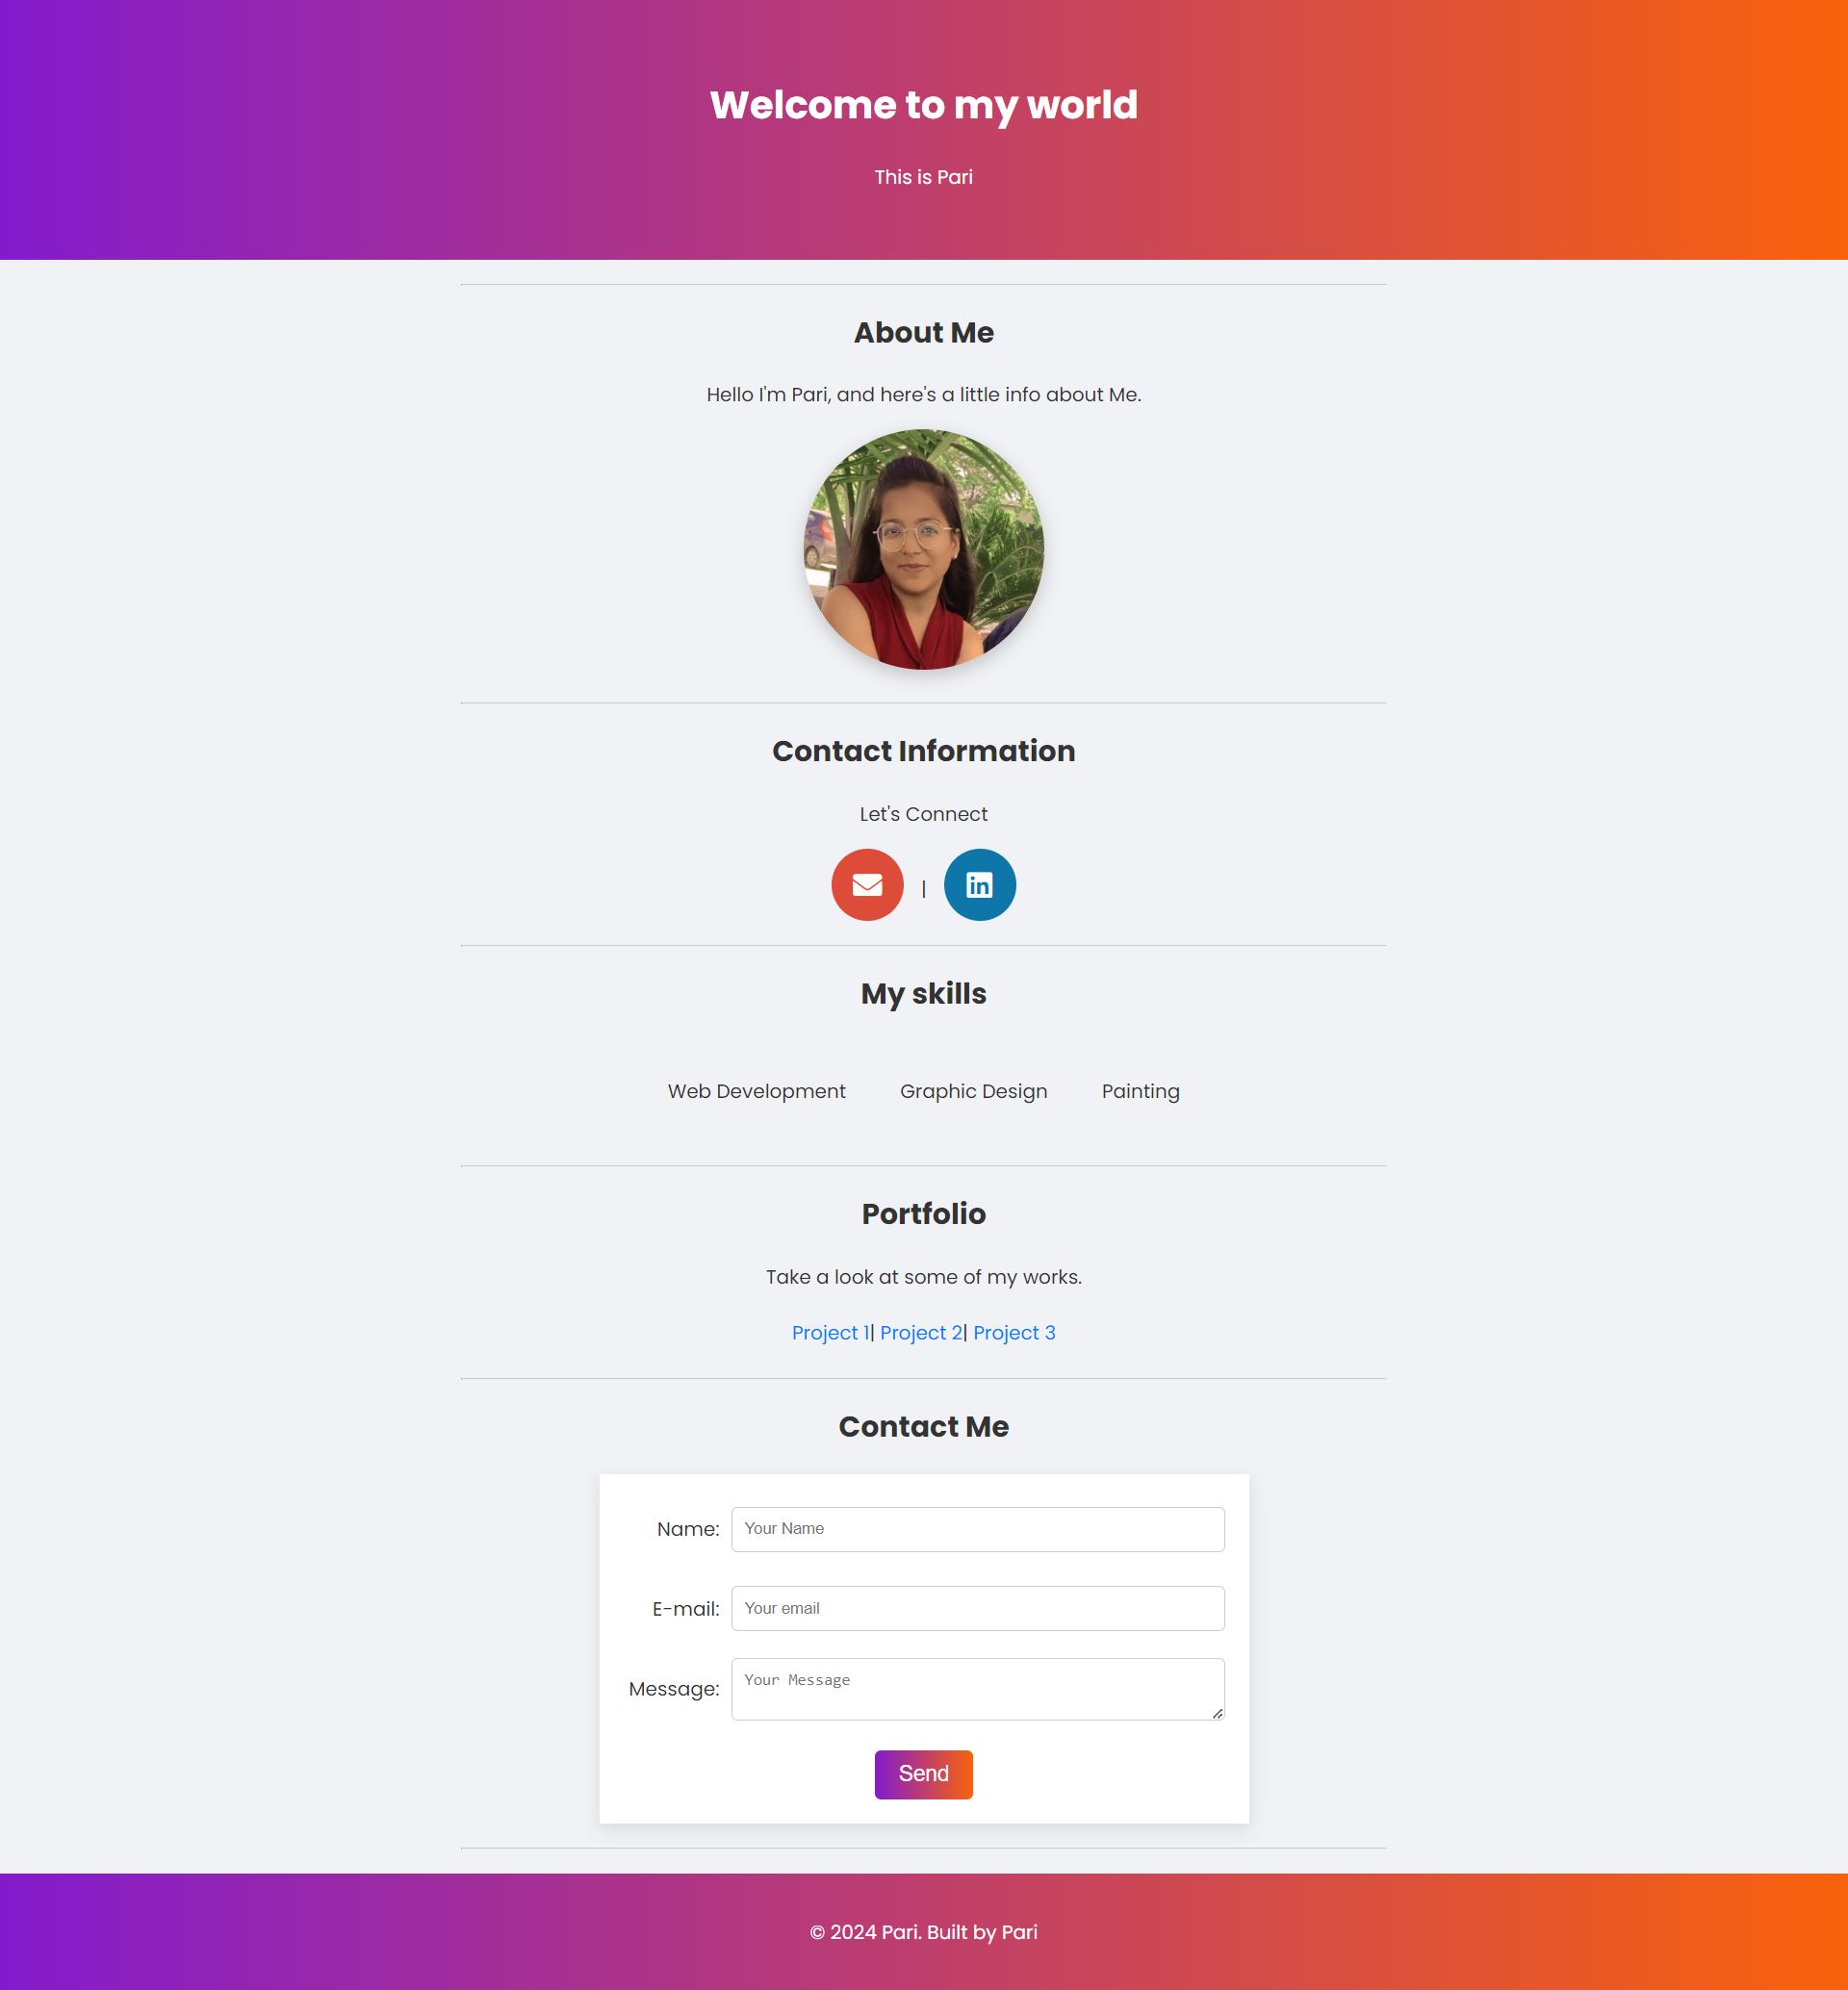 Welcome to my world
This is Pari
About Me
Hello I'm Pari, and here's a little info about Me.
Contact Information
Let's Connect
|
My skills
Web Development Graphic Design Painting
Portfolio
Take a look at some of my works.
Project 1| Project 2| Project 3
Contact Me
Name: Your Name
E-mail: Your email
Message: Your Message
Send
© 2024 Pari. Built by Pari